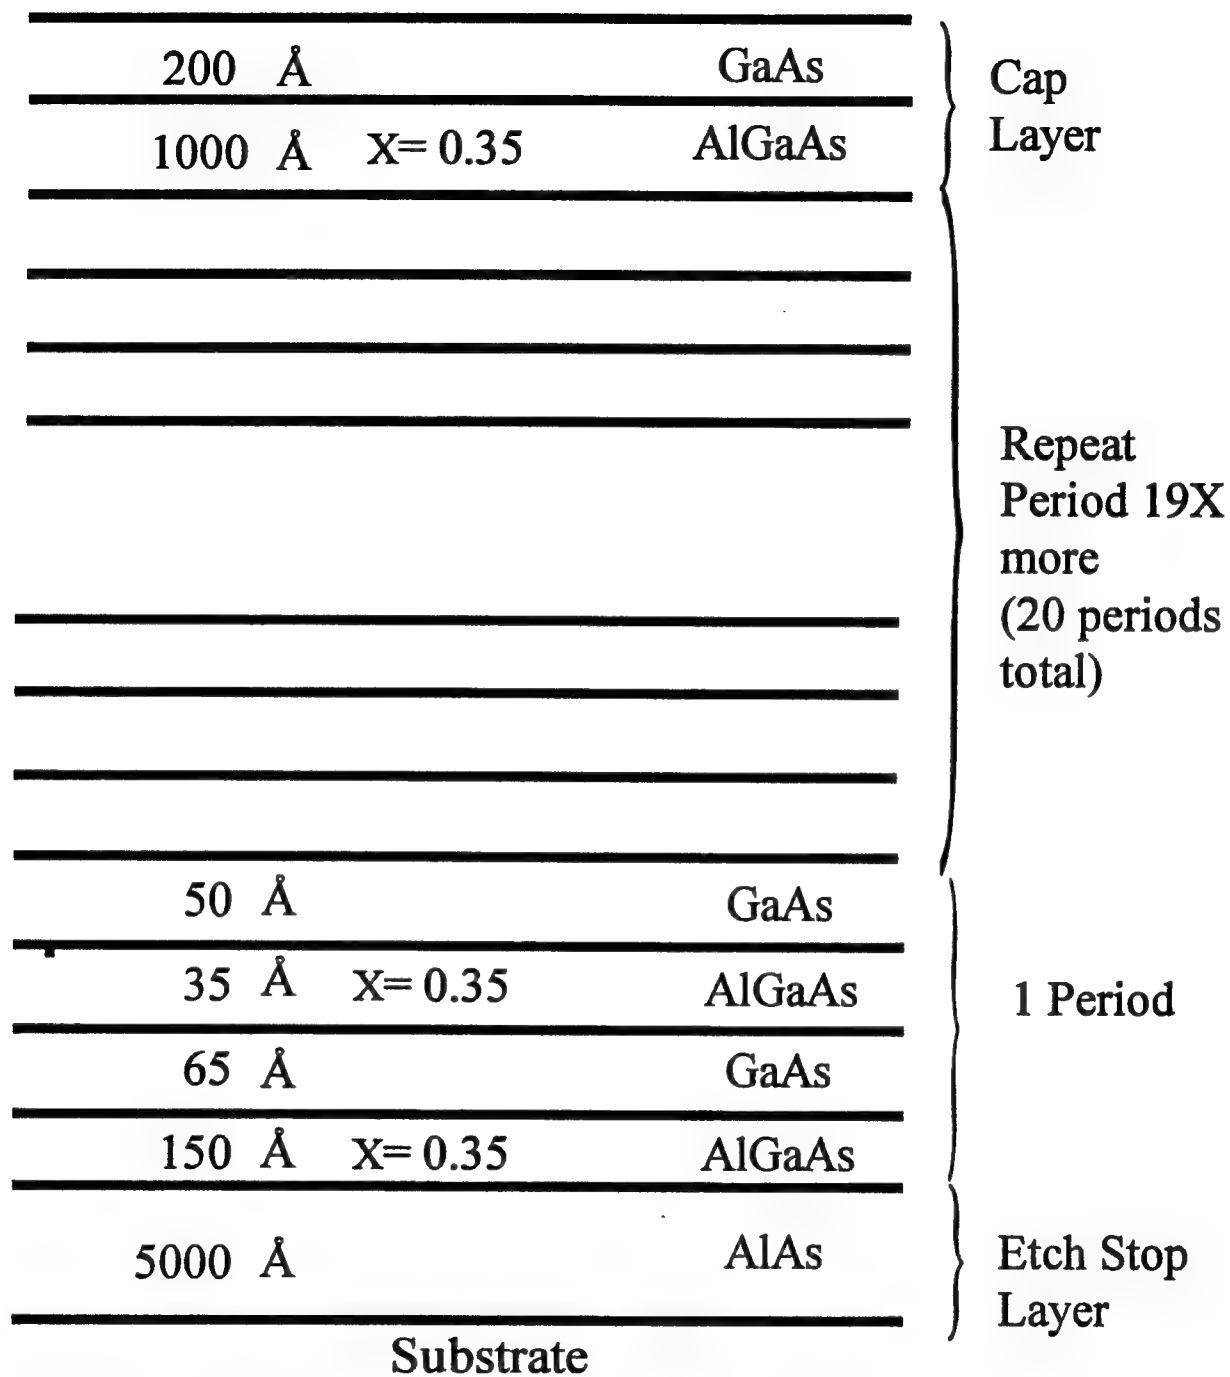 200 Å GaAs
1000 Å X= 0.35 AlGaAs
Cap
Layer
Repeat
Period 19X
more
(20 periods
total)
50 Å GaAs
35 Å X= 0.35 AlGaAs
65 Å GaAs
150 Å X= 0.35 AlGaAs
1 Period
5000 Å AlAs
Etch Stop
Layer
Substrate